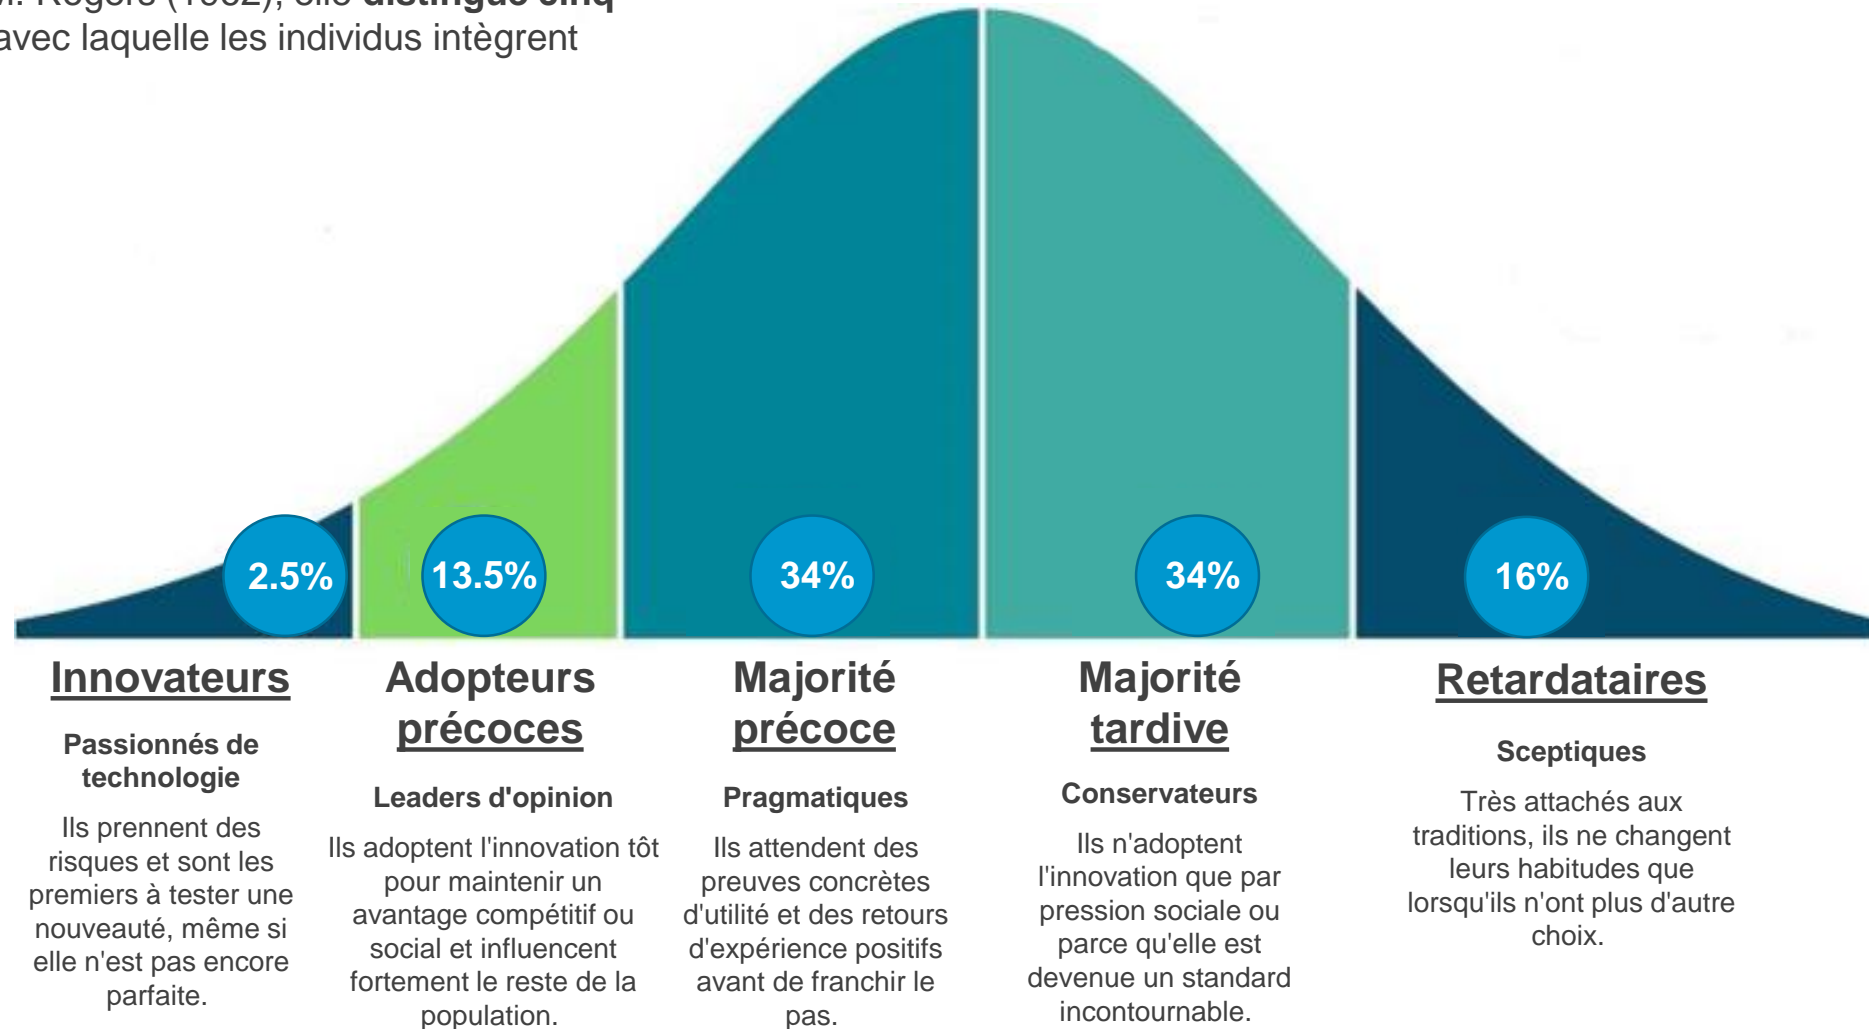 M. Rogers (1962), elle distingue cinq
avec laquelle les individus intègrent
2.5%
13.5%
34%
34%
16%
Innovateurs
Passionnés de
technologie
Ils prennent des
risques et sont les
premiers à tester une
nouveauté, même si
elle n'est pas encore
parfaite.
Adopteurs
précoces
Leaders d'opinion
Ils adoptent l'innovation tôt
pour maintenir un
avantage compétitif ou
social et influencent
fortement le reste de la
population.
Majorité
précoce
Pragmatiques
Ils attendent des
preuves concrètes
d'utilité et des retours
d'expérience positifs
avant de franchir le
pas.
Majorité
tardive
Conservateurs
Ils n'adoptent
l'innovation que par
pression sociale ou
parce qu'elle est
devenue un standard
incontournable.
Retardataires
Sceptiques
Très attachés aux
traditions, ils ne changent
leurs habitudes que
lorsqu'ils n'ont plus d'autre
choix.